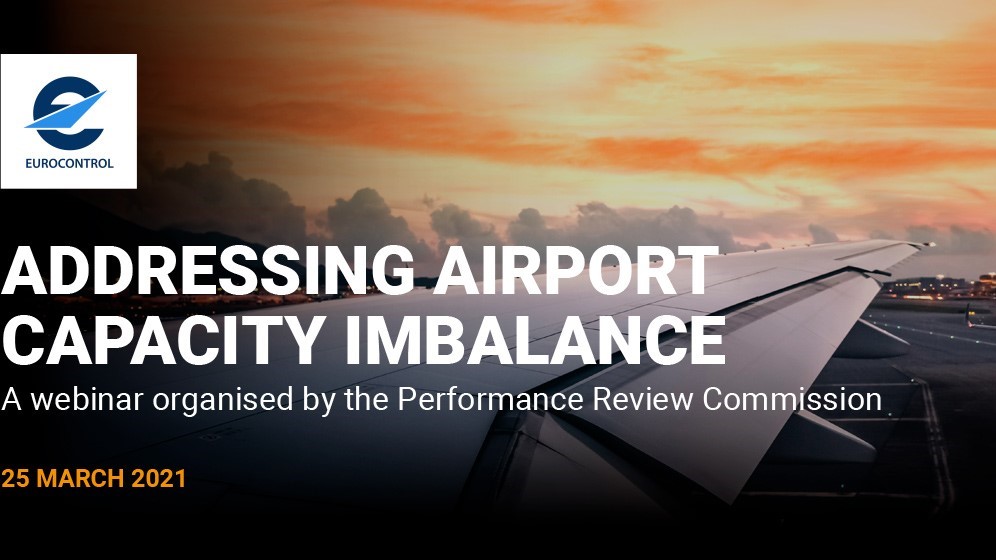 EUROCONTROL
ADDRESSING AIRPORT
CAPACITY IMBALANCE
A webinar organised by the Performance Review Commission
25 MARCH 2021